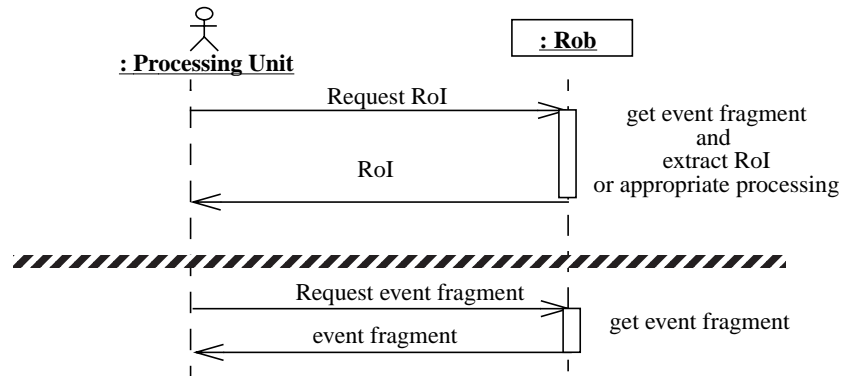 : Processing Unit
: Rob
Request RoI
get event fragment
and
extract RoI
or appropriate processing
RoI
Request event fragment
get event fragment
event fragment